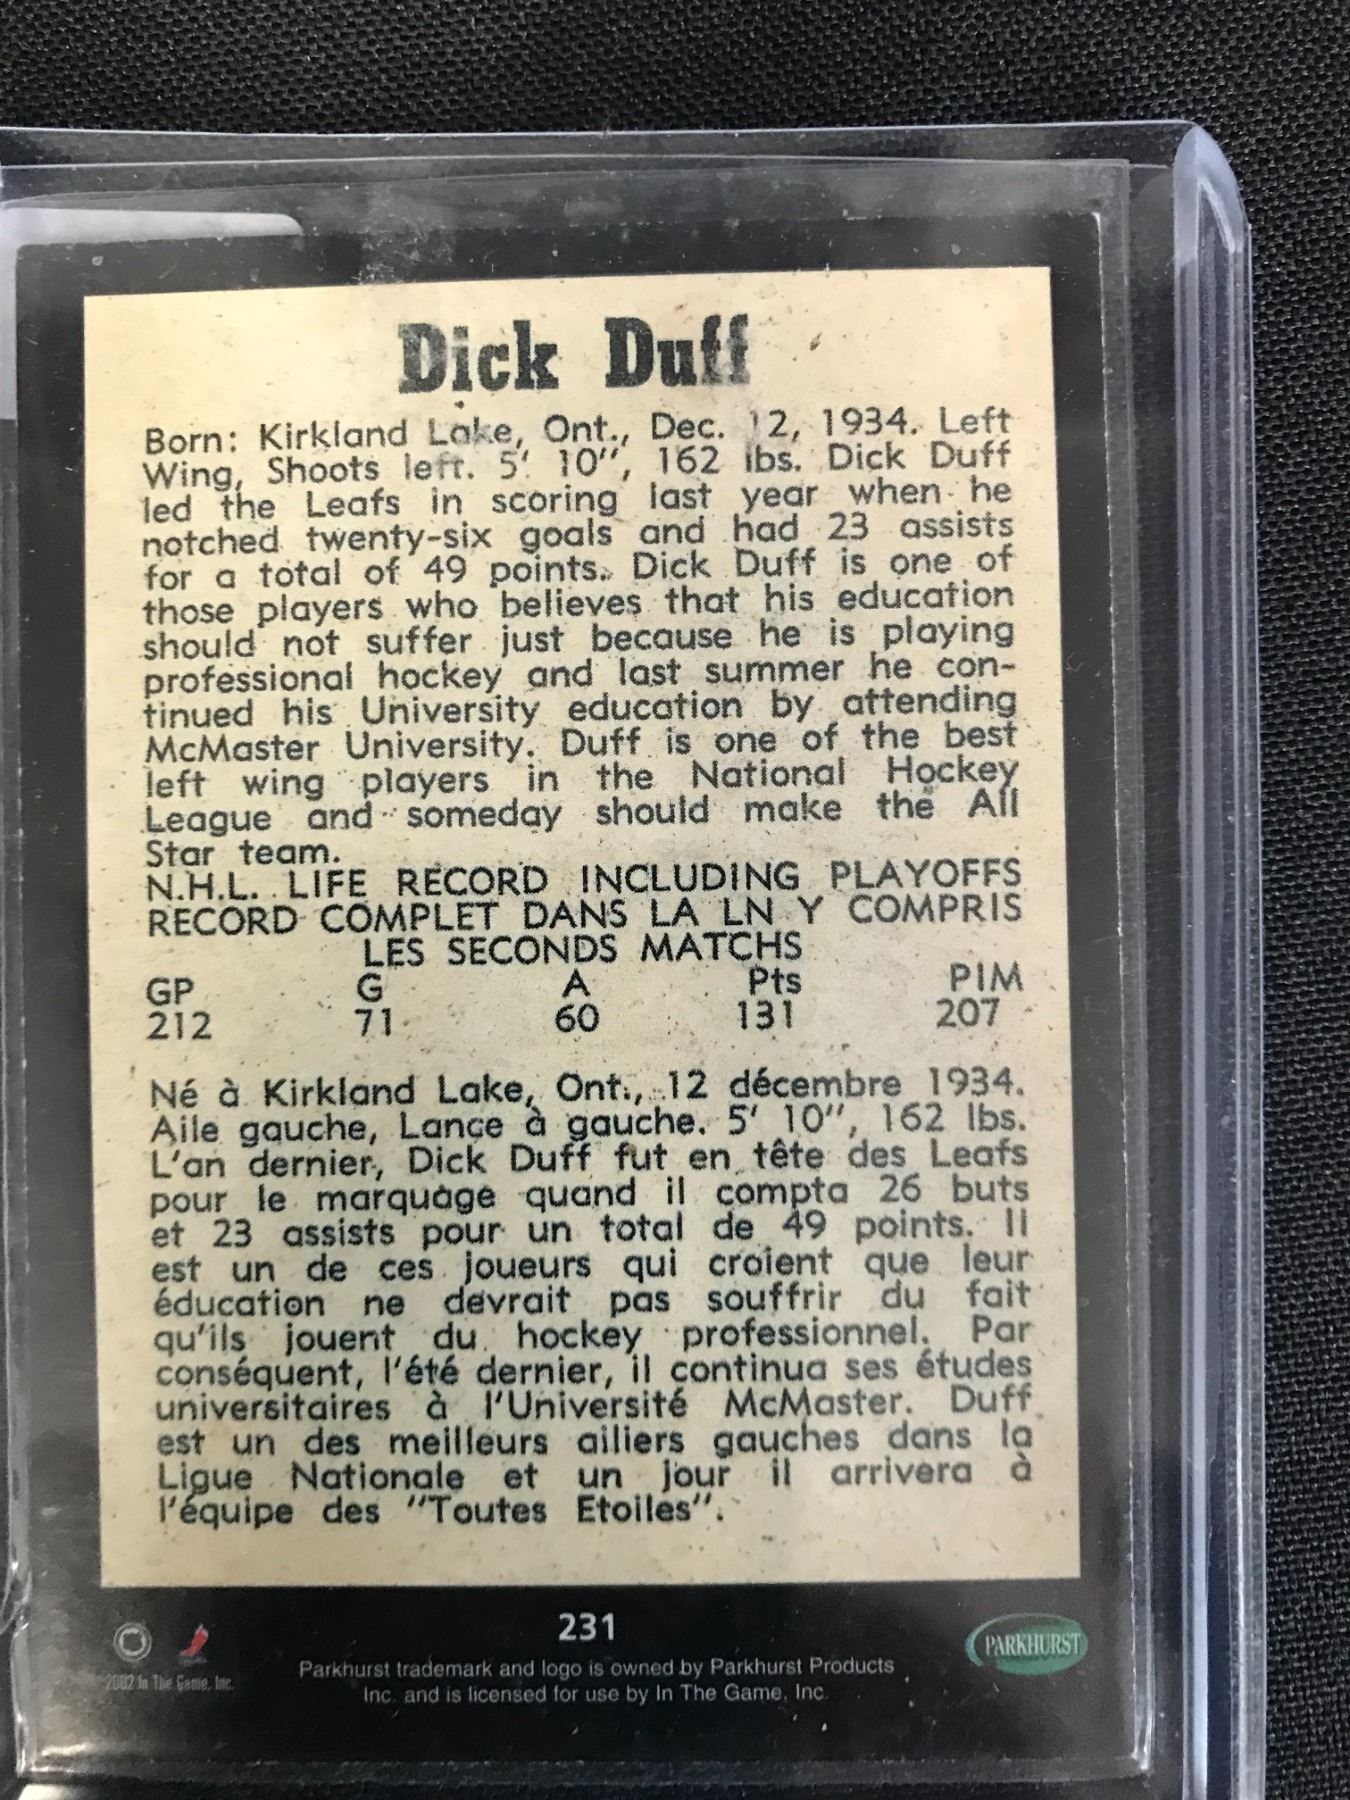 Dick Duff
Born: Kirkland Lake, Ont., Dec. 12, 1934. Left
Wing, Shoots left. 5' 10'', 162 lbs. Dick Duff
led the Leafs in scoring last year when he
notched twenty-six goals and had 23 assists
for a total of 49 points. Dick Duff is one of
those players who believes that his education
should not suffer just because he is playing
professional hockey and last summer he con-
tinued his University education by attending
McMaster University. Duff is one of the best
left wing players in the National Hockey
League and someday should make the All
Star team.
N.H.L. LIFE RECORD INCLUDING PLAYOFFS
RECORD COMPLET DANS LA LN Y COMPRIS
LES SECONDS MATCHS
GP G A Pts PIM
212 71 60 131 207
Né à Kirkland Lake, Ont., 12 décembre 1934.
Aile gauche, Lance à gauche. 5' 10'', 162 lbs.
L'an dernier, Dick Duff fut en tête des Leafs
pour le marquage quand il compta 26 buts
et 23 assists pour un total de 49 points. Il
est un de ces joueurs qui croient que leur
éducation ne devrait pas souffrir du fait
qu'ils jouent du hockey professionnel. Par
conséquent, l'été dernier, il continua ses études
universitaires à l'Université McMaster. Duff
est un des meilleurs ailiers gauches dans la
Ligue Nationale et un jour il arrivera à
l'équipe des "Toutes Etoiles".
231
PARKHURST
2002 In The Game, Inc.
Parkhurst trademark and logo is owned by Parkhurst Products
Inc. and is licensed for use by In The Game, Inc.